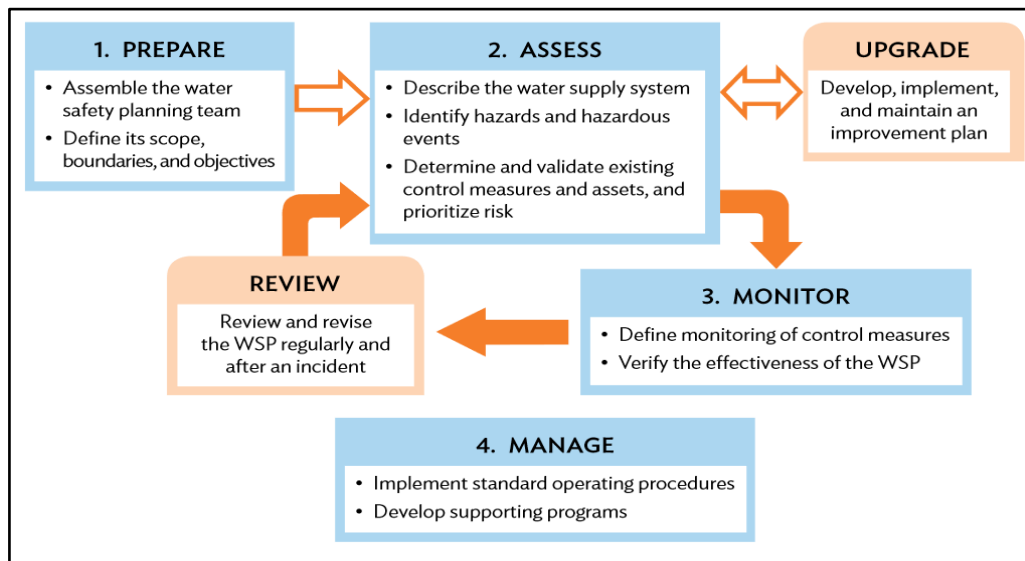 1. PREPARE
• Assemble the water
safety planning team
• Define its scope,
boundaries, and objectives
2. ASSESS
• Describe the water supply system
• Identify hazards and hazardous
events
• Determine and validate existing
control measures and assets, and
prioritize risk
UPGRADE
Develop, implement,
and maintain an
improvement plan
REVIEW
Review and revise
the WSP regularly and
after an incident
3. MONITOR
• Define monitoring of control measures
• Verify the effectiveness of the WSP
4. MANAGE
• Implement standard operating procedures
• Develop supporting programs